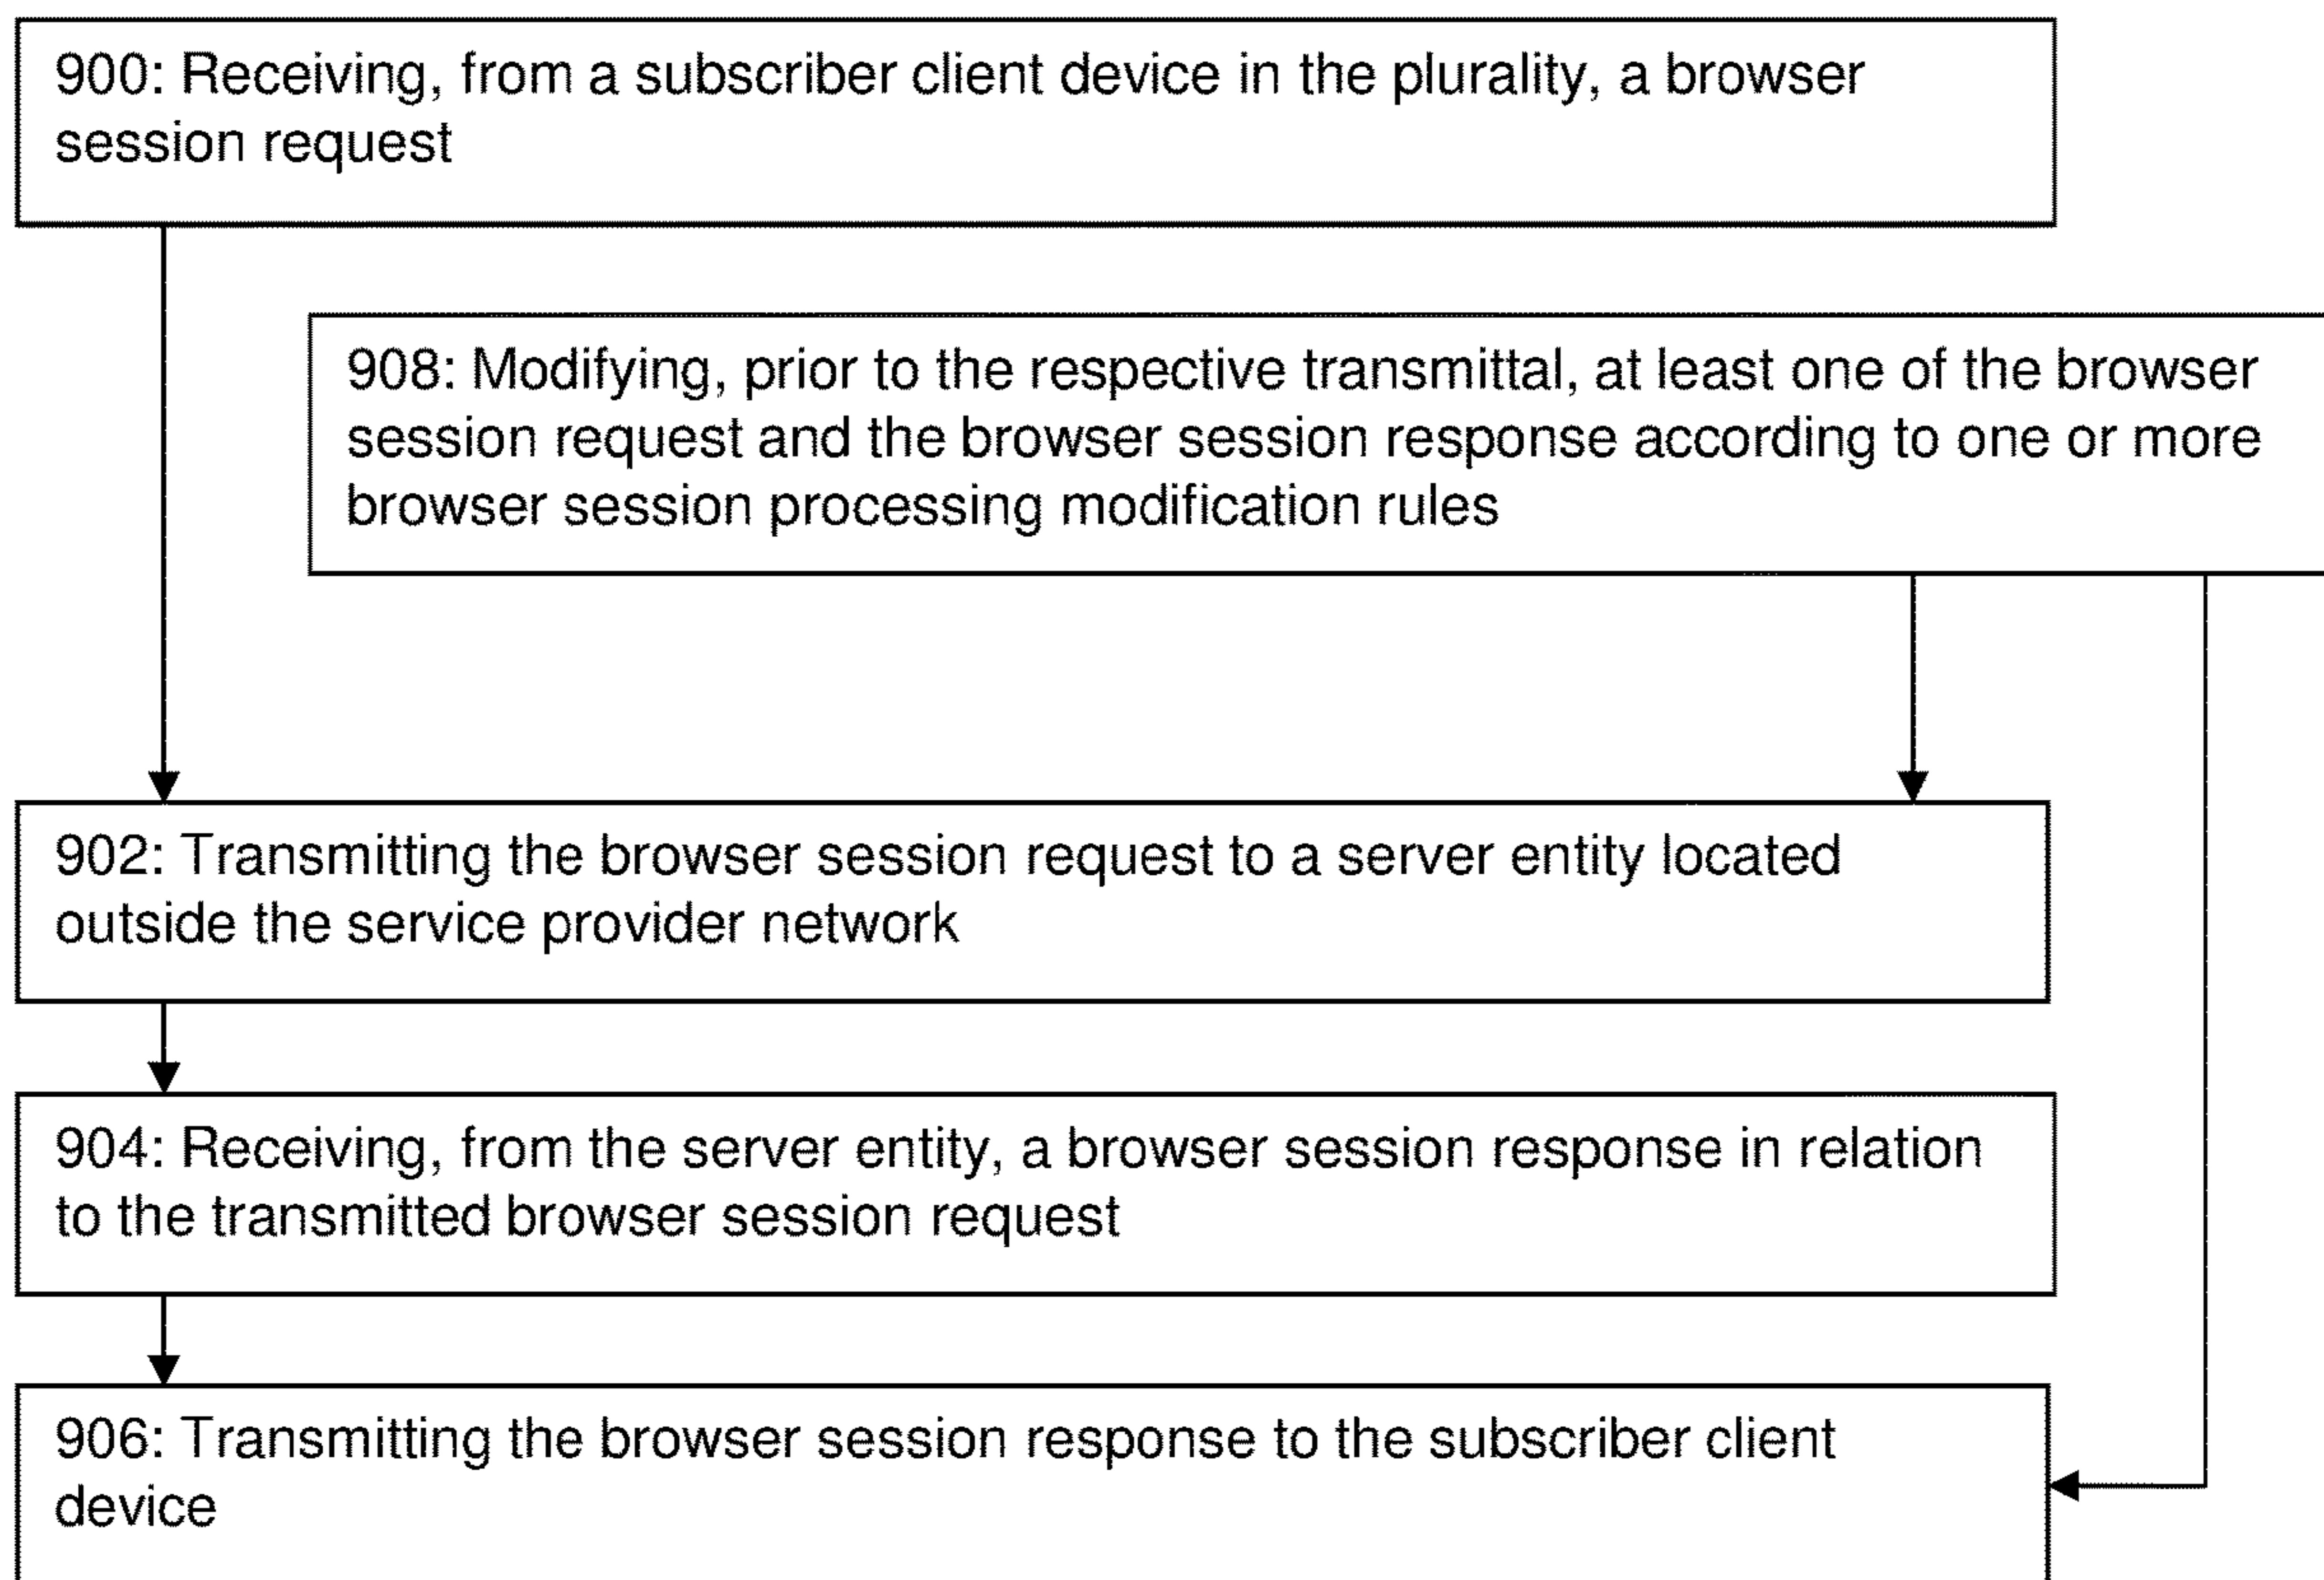 900: Receiving, from a subscriber client device in the plurality, a browser
session request
908: Modifying, prior to the respective transmittal, at least one of the browser
session request and the browser session response according to one or more
browser session processing modification rules
902: Transmitting the browser session request to a server entity located
outside the service provider network
904: Receiving, from the server entity, a browser session response in relation
to the transmitted browser session request
906: Transmitting the browser session response to the subscriber client
device